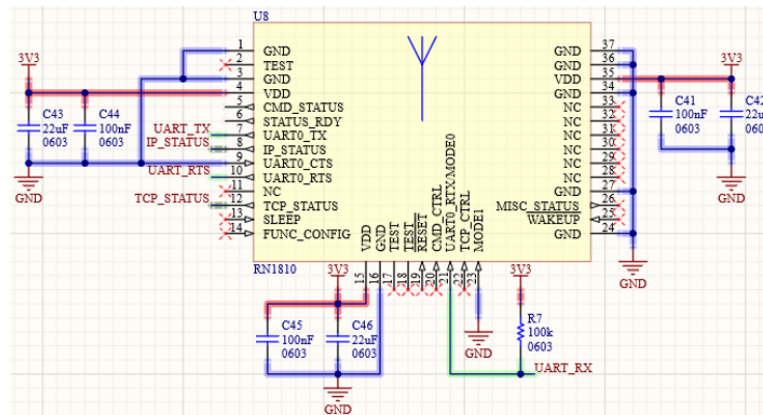 U8
3V3
C43
22uF
0603
C44
100nF
0603
GND
UART_TX
IP_STATUS
UART_RTS
TCP_STATUS
1 GND
2 TEST
3 GND
4 VDD
5 CMD_STATUS
6 STATUS_RDY
7 UART0_TX
8 IP_STATUS
9 UART0_CTS
10 UART0_RTS
11 NC
12 TCP_STATUS
13 SLEEP
14 FUNC_CONFIG
RN1810
VDD 15
GND 16
TEST 17
TEST 18
RESET 19
CMD_CTRL 20
UART0_RTX/MODE0 21
TCP_CTRL 22
MODE1 23
GND 37
GND 36
VDD 35
GND 34
NC 33
NC 32
NC 31
NC 30
NC 29
NC 28
GND 27
MISC_STATUS 26
WAKEUP 25
GND 24
3V3
C41
100nF
0603
C42
22u
0603
GND
3V3
C45
100nF
0603
C46
22uF
0603
GND
GND
3V3
R7
100k
0603
UART_RX